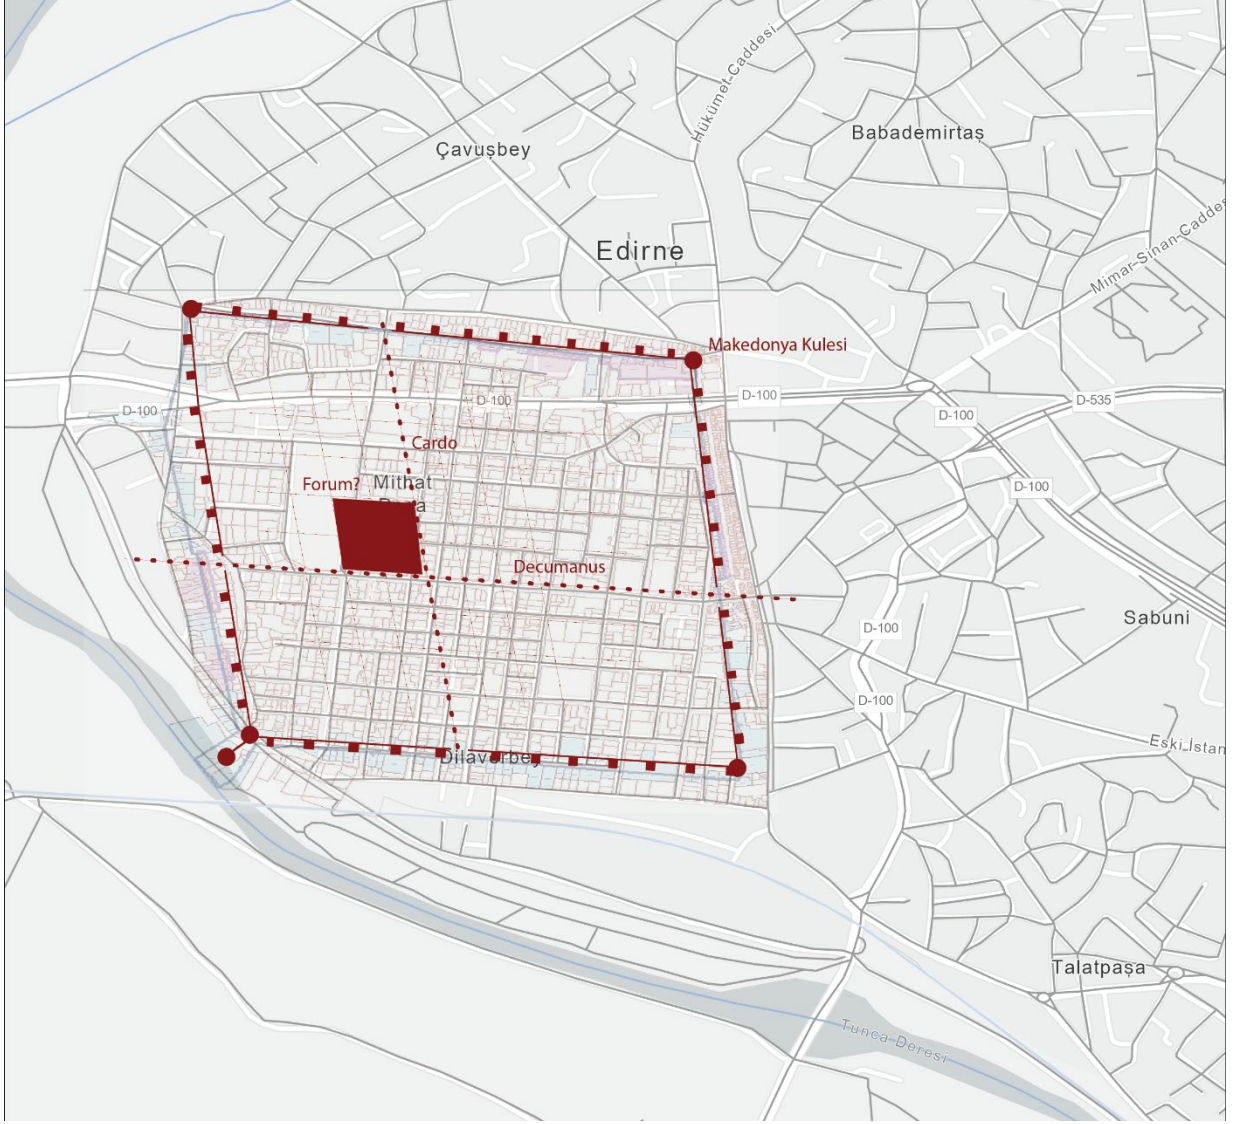 Hükümet-Caddesi
Babademirtaş
Çavuşbey
Mimar-Sinan-Caddes
Edirne
Makedonya Kulesi
D-100
D-100
D-100
D-535
D-100
Cardo
Forum?
Mithat
a
D-100
Decumanus
Sabuni
D-100
D-100
Eski İstan
Dilaverbey
Talatpaşa
Tunca Deresi